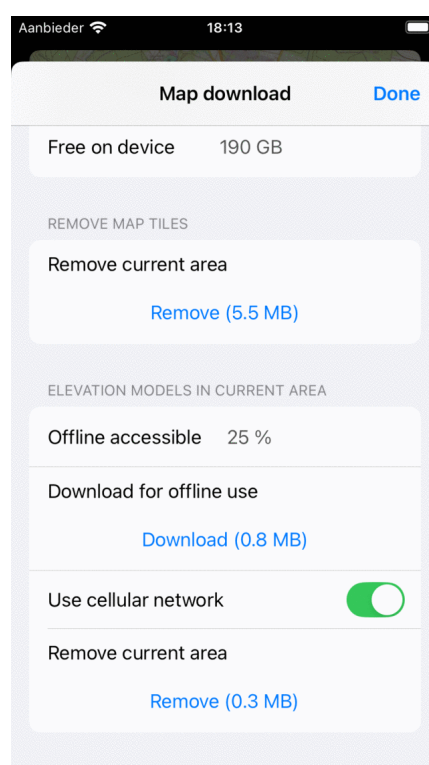 Aanbieder 18:13
Map download Done
Free on device 190 GB
REMOVE MAP TILES
Remove current area
Remove (5.5 MB)
ELEVATION MODELS IN CURRENT AREA
Offline accessible 25 %
Download for offline use
Download (0.8 MB)
Use cellular network
Remove current area
Remove (0.3 MB)